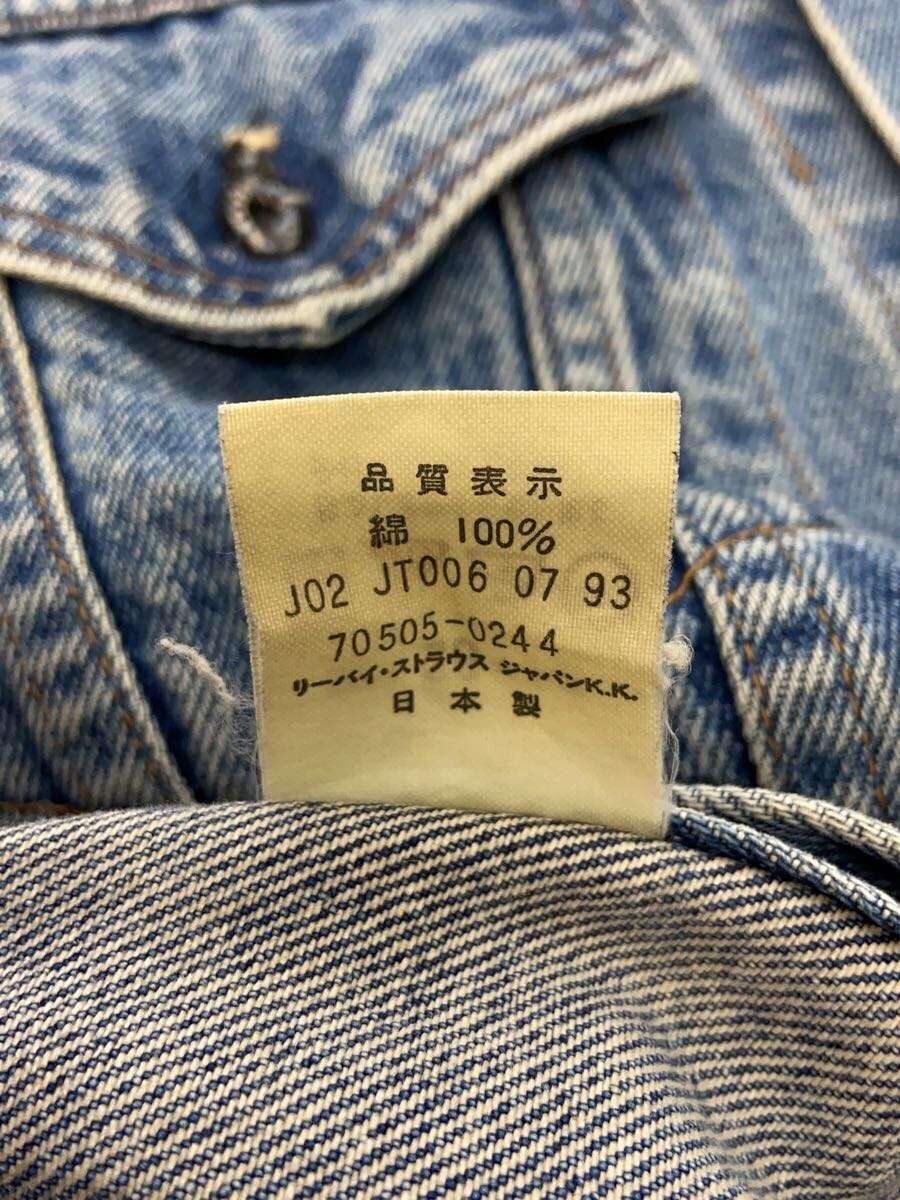 品質表示
綿 100%
J02 JT006 07 93
70505-0244
リーバイ・ストラウス ジャパンK.K.
日本製